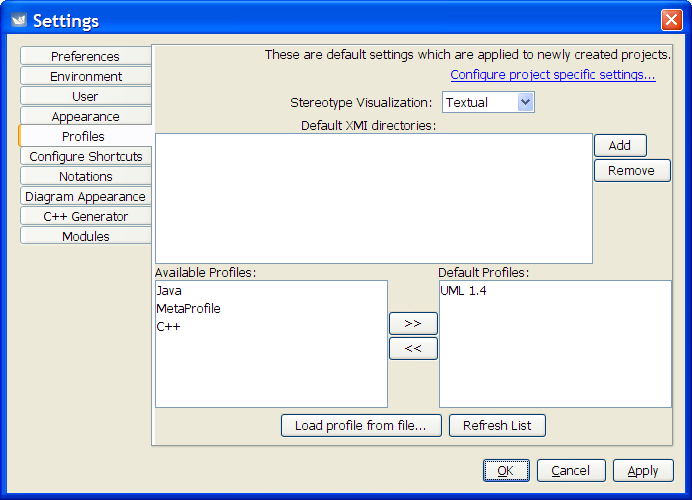 Settings
These are default settings which are applied to newly created projects.
Configure project specific settings...
Preferences
Environment
User
Appearance
Profiles
Configure Shortcuts
Notations
Diagram Appearance
C++ Generator
Modules
Stereotype Visualization: Textual
Default XMI directories:
Add
Remove
Available Profiles:
Java
MetaProfile
C++
>>
<<
Default Profiles:
UML 1.4
Load profile from file...
Refresh List
OK
Cancel
Apply